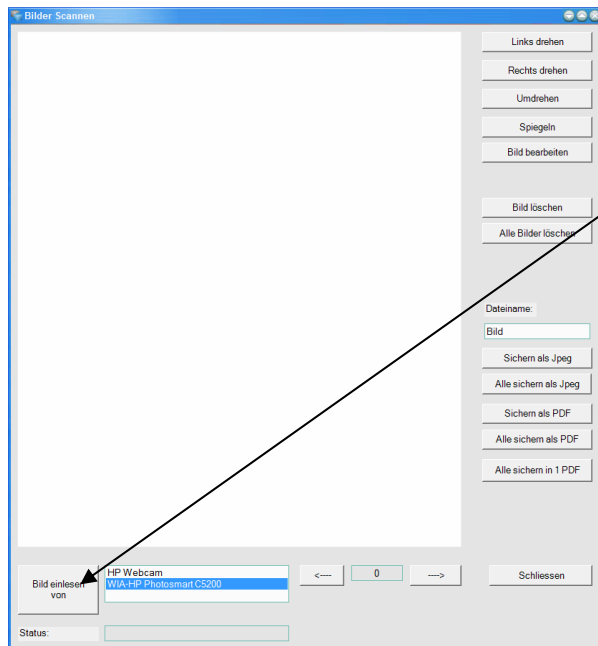 Bilder Scannen
Links drehen
Rechts drehen
Umdrehen
Spiegeln
Bild bearbeiten
Bild löschen
Alle Bilder löschen
Dateiname:
Bild
Sichern als Jpeg
Alle sichern als Jpeg
Sichern als PDF
Alle sichern als PDF
Alle sichern in 1 PDF
Bild einlesen
von
HP Webcam
WIA-HP Photosmart C5200
<----
0
---->
Schliessen
Status: